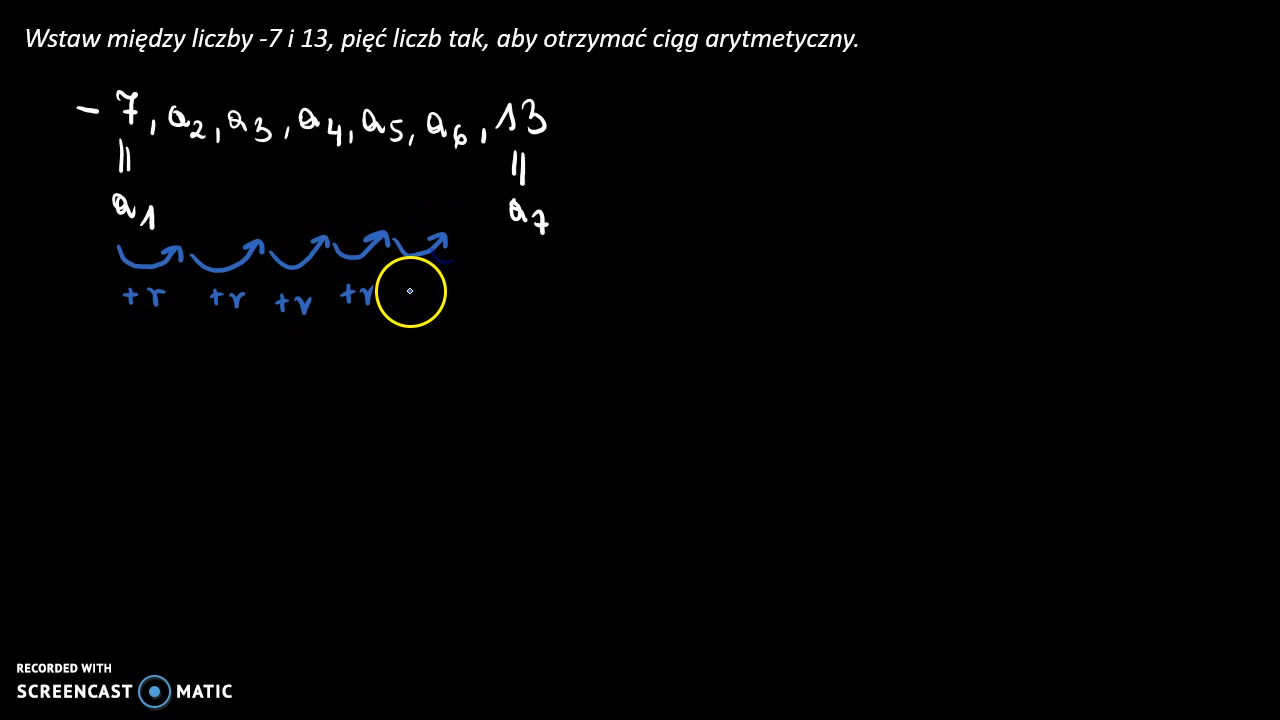 Wstaw między liczby -7 i 13, pięć liczb tak, aby otrzymać ciąg arytmetyczny.
- 7, a2, a3, a4, a5, a6, 13
|| ||
a1 a7
+r +r +r +r
RECORDED WITH
SCREENCAST MATIC